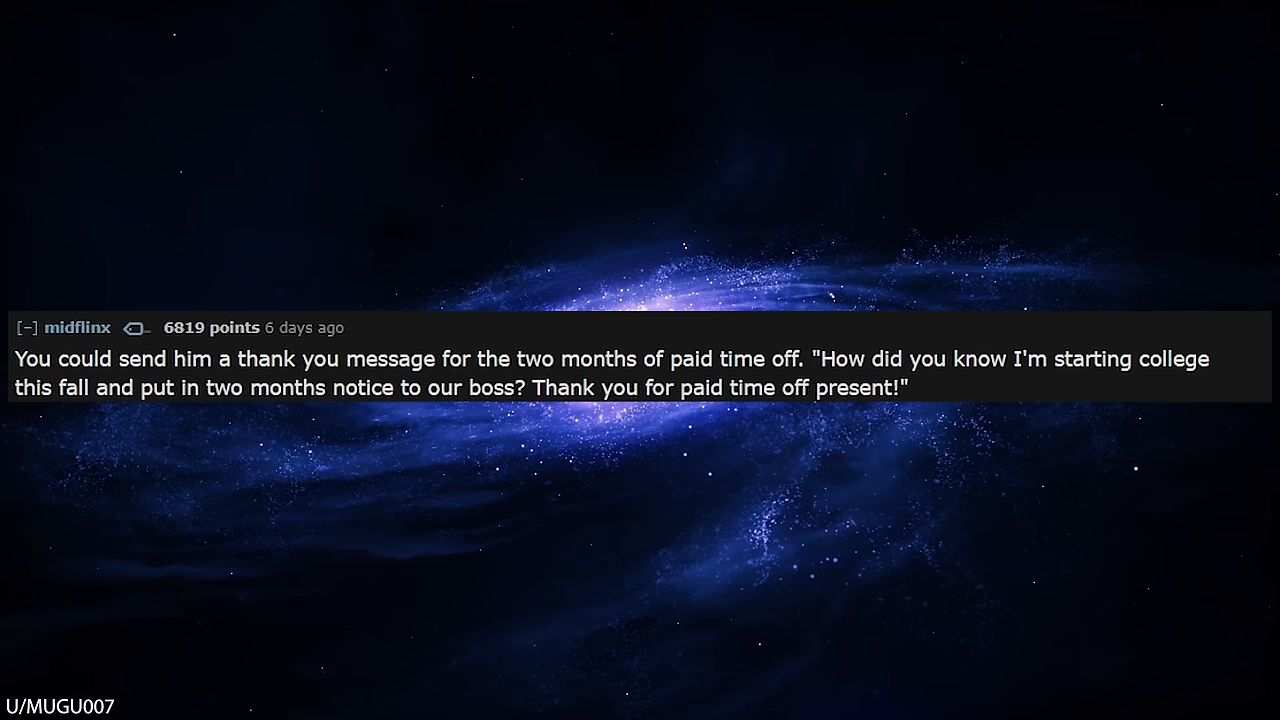 [–] midflinx 6819 points 6 days ago
You could send him a thank you message for the two months of paid time off. "How did you know I'm starting college
this fall and put in two months notice to our boss? Thank you for paid time off present!"
U/MUGU007